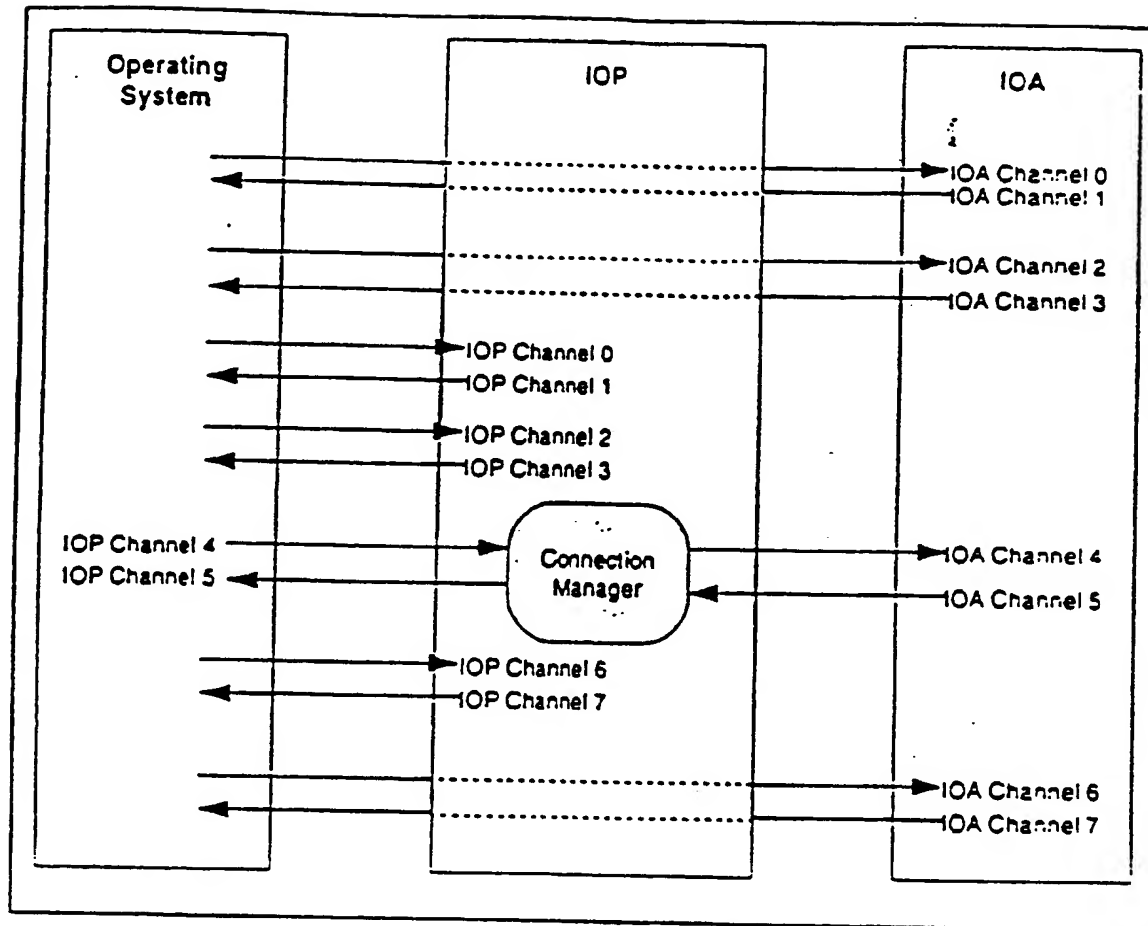 Operating
System
IOP
IOA
IOA Channel 0
IOA Channel 1
IOA Channel 2
IOA Channel 3
IOP Channel 0
IOP Channel 1
IOP Channel 2
IOP Channel 3
IOP Channel 4
IOP Channel 5
Connection
Manager
IOA Channel 4
IOA Channel 5
IOP Channel 6
IOP Channel 7
IOA Channel 6
IOA Channel 7